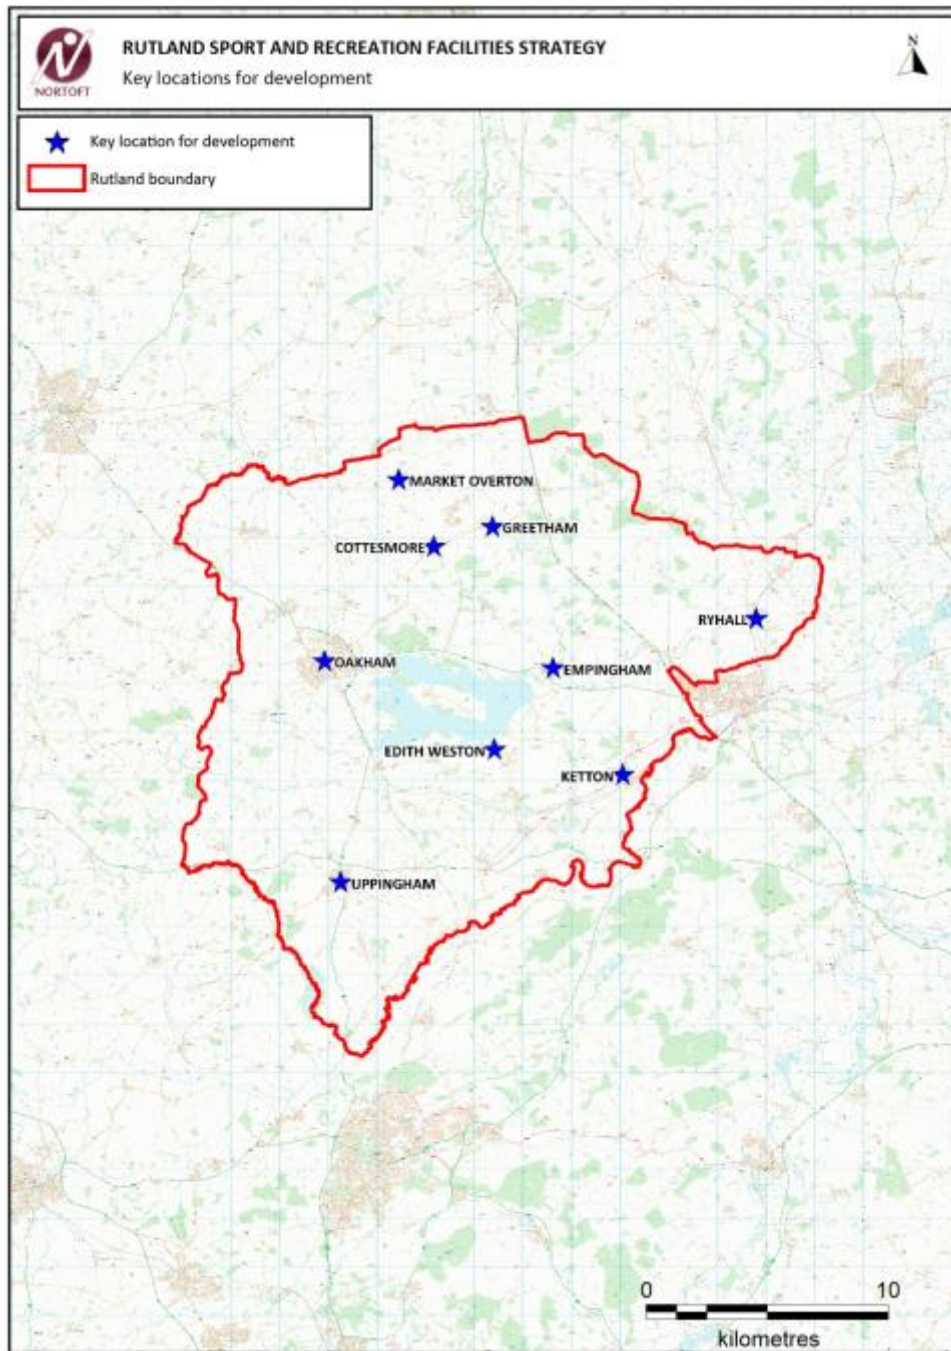 RUTLAND SPORT AND RECREATION FACILITIES STRATEGY
Key locations for development
NORTOFT
N
Key location for development
Rutland boundary
MARKET OVERTON
GREETHAM
COTTESMORE
RYHALL
OAKHAM
EMPINGHAM
EDITH WESTON
KETTON
UPPINGHAM
0 10
kilometres